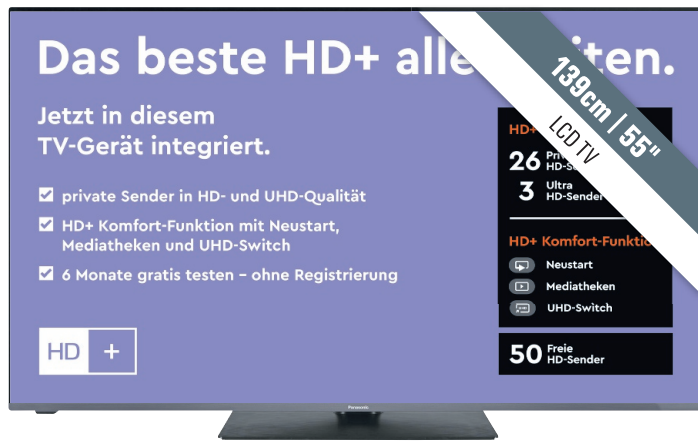 Das beste HD+ alle
139cm | 55"
LCD TV
Jetzt in diesem
TV-Gerät integriert.
private Sender in HD- und UHD-Qualität
HD+ Komfort-Funktion mit Neustart,
Mediatheken und UHD-Switch
6 Monate gratis testen – ohne Registrierung
HD +
HD+
26
3 Ultra
HD-Sender
HD+ Komfort-Funktio
Neustart
Mediatheken
UHD-Switch
50 Freie
HD-Sender
Panasonic